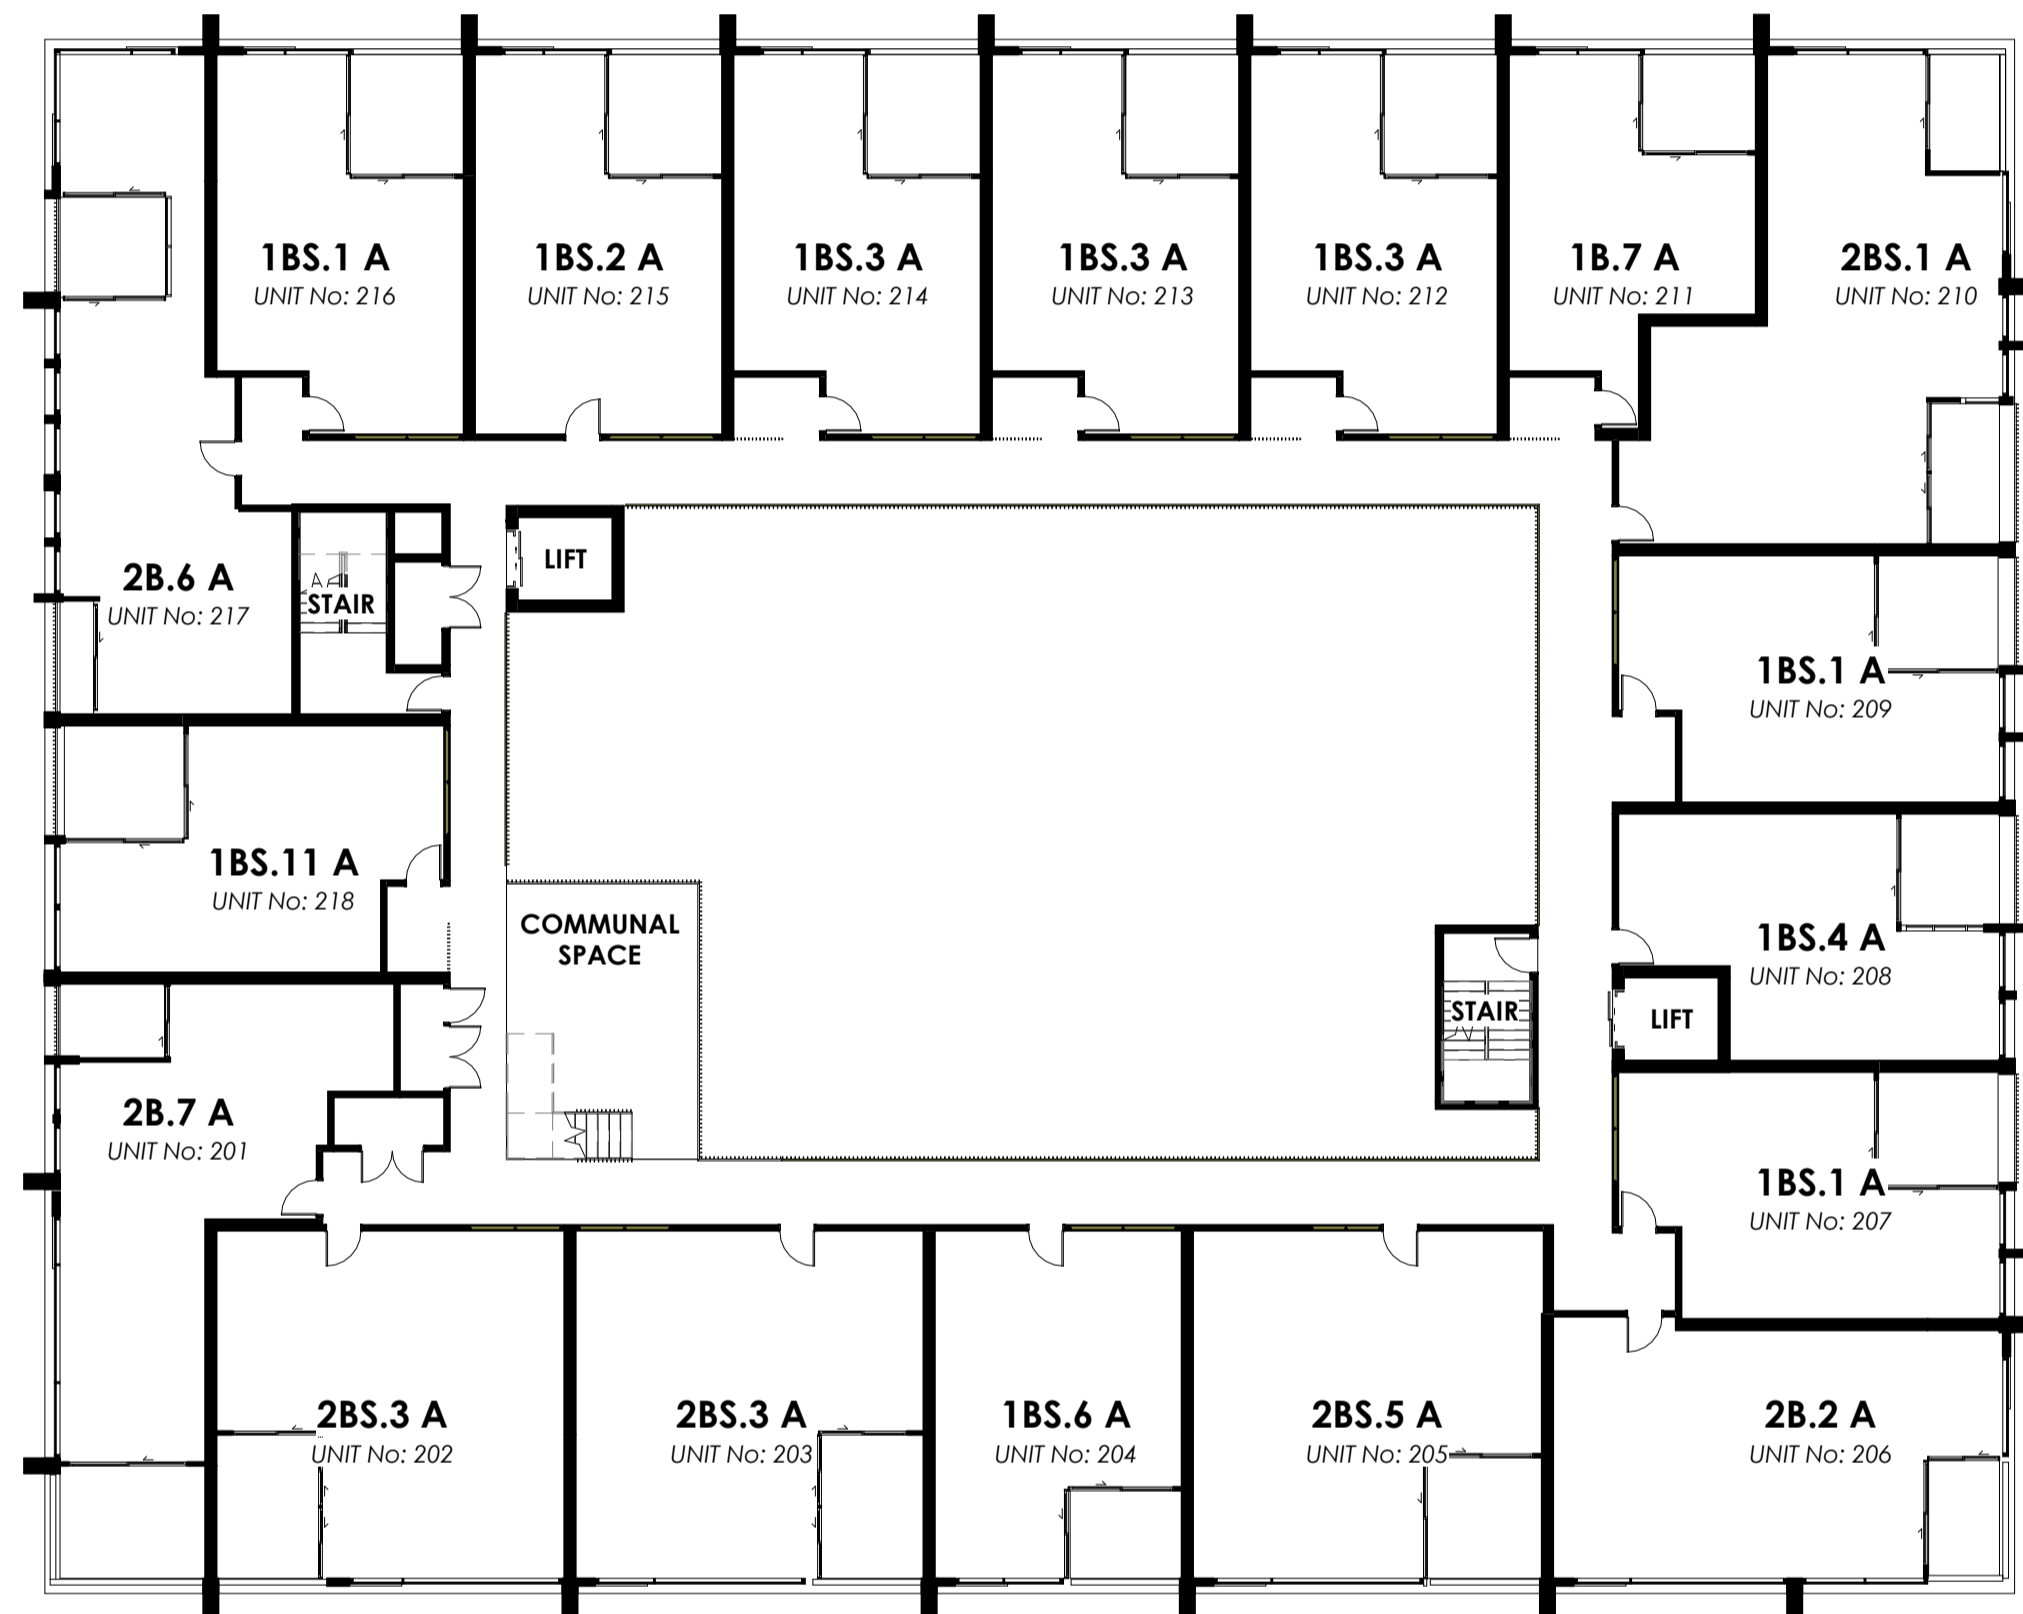 1BS.1 A
UNIT No: 216
1BS.2 A
UNIT No: 215
1BS.3 A
UNIT No: 214
1BS.3 A
UNIT No: 213
1BS.3 A
UNIT No: 212
1B.7 A
UNIT No: 211
2BS.1 A
UNIT No: 210
LIFT
2B.6 A
UNIT No: 217
STAIR
1BS.1 A
UNIT No: 209
1BS.11 A
UNIT No: 218
COMMUNAL
SPACE
1BS.4 A
UNIT No: 208
STAIR
LIFT
2B.7 A
UNIT No: 201
1BS.1 A
UNIT No: 207
2BS.3 A
UNIT No: 202
2BS.3 A
UNIT No: 203
1BS.6 A
UNIT No: 204
2BS.5 A
UNIT No: 205
2B.2 A
UNIT No: 206